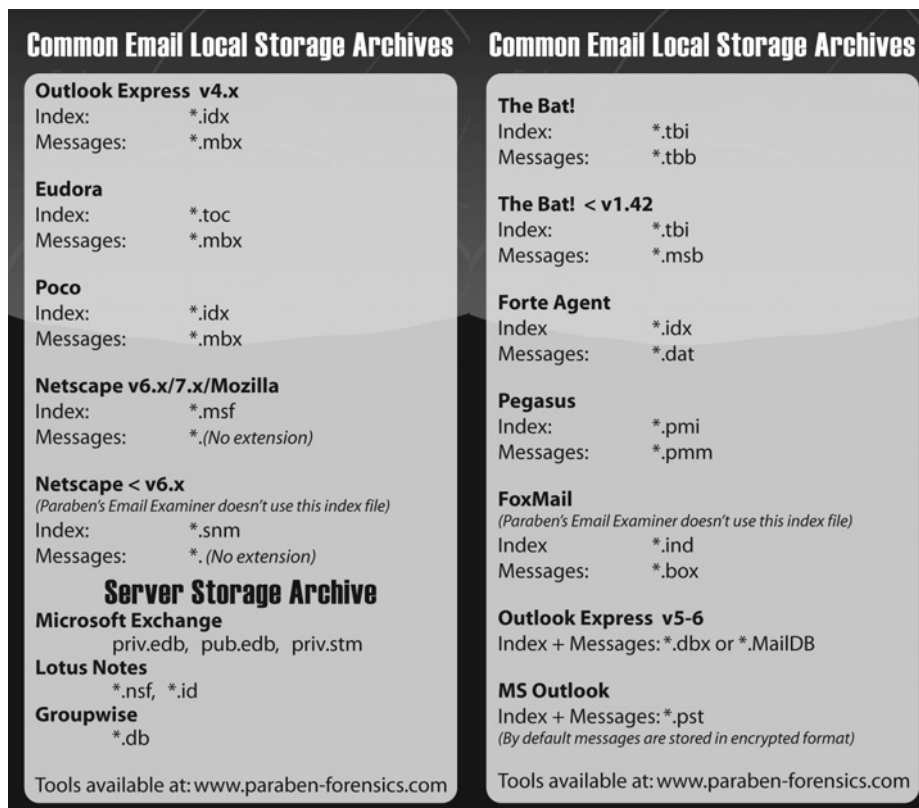 Common Email Local Storage Archives
Outlook Express v4.x
Index: *.idx
Messages: *.mbx
Eudora
Index: *.toc
Messages: *.mbx
Poco
Index: *.idx
Messages: *.mbx
Netscape v6.x/7.x/Mozilla
Index: *.msf
Messages: *.(No extension)
Netscape < v6.x
(Paraben's Email Examiner doesn't use this index file)
Index: *.snm
Messages: *. (No extension)
Server Storage Archive
Microsoft Exchange
priv.edb, pub.edb, priv.stm
Lotus Notes
*.nsf, *.id
Groupwise
*.db
Tools available at: www.paraben-forensics.com
Common Email Local Storage Archives
The Bat!
Index: *.tbi
Messages: *.tbb
The Bat! < v1.42
Index: *.tbi
Messages: *.msb
Forte Agent
Index *.idx
Messages: *.dat
Pegasus
Index: *.pmi
Messages: *.pmm
FoxMail
(Paraben's Email Examiner doesn't use this index file)
Index *.ind
Messages: *.box
Outlook Express v5-6
Index + Messages: *.dbx or *.MailDB
MS Outlook
Index + Messages: *.pst
(By default messages are stored in encrypted format)
Tools available at: www.paraben-forensics.com